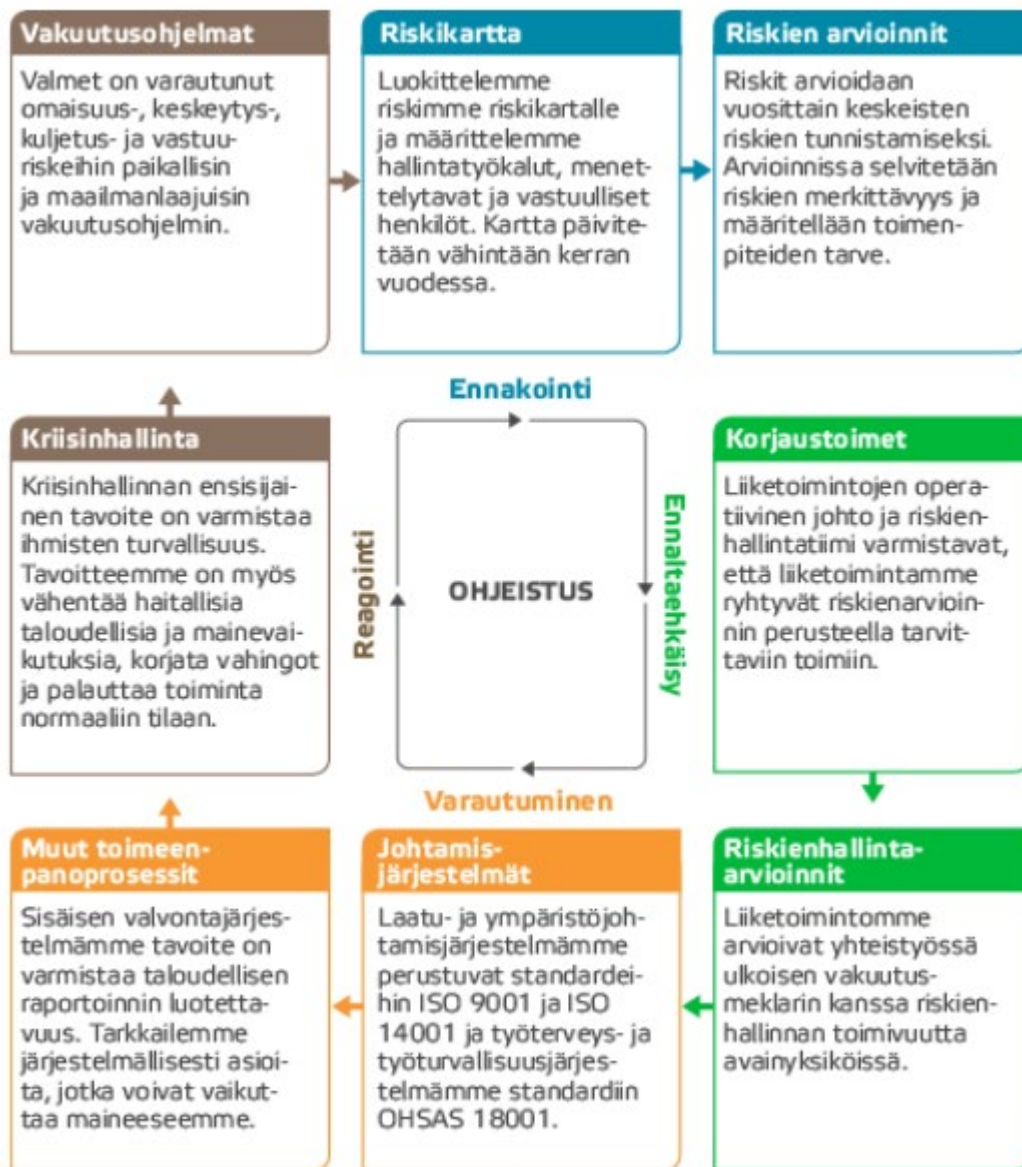 Vakuutusohjelmat
Valmet on varautunut
omaisuus-, keskeytys-,
kuljetus- ja vastuu-
riskeihin paikallisin
ja maailmanlaajuisin
vakuutusohjelmin.
Riskikartta
Luokittelemme
riskimme riskikartalle
ja määrittelemme
hallintatyökalut, menet-
telytavat ja vastuulliset
henkilöt. Kartta päivite-
tään vähintään kerran
vuodessa.
Riskien arvioinnit
Riskit arvioidaan
vuosittain keskeisten
riskien tunnistamiseksi.
Arvioinnissa selvitetään
riskien merkittävyys ja
määritellään toimen-
piteiden tarve.
Kriisinhallinta
Kriisinhallinnan ensisijai-
nen tavoite on varmistaa
ihmisten turvallisuus.
Tavoitteemme on myös
vähentää haitallisia
taloudellisia ja mainevai-
kutuksia, korjata vahingot
ja palauttaa toiminta
normaaliin tilaan.
Ennakointi
Reagointi
OHJEISTUS
Ennaltaehkäisy
Varautuminen
Korjaustoimet
Liiketoimintojen opera-
tiivinen johto ja riskien-
hallintatiimi varmistavat,
että liiketoimintamme
ryhtyvät riskienarvioin-
nin perusteella tarvit-
taviin toimiin.
Muut toimeen-
panoprosessit
Sisäisen valvontajärjes-
telmämme tavoite on
varmistaa taloudellisen
raportoinnin luotetta-
vuus. Tarkkailemme
järjestelmällisesti asioi-
ta, jotka voivat vaikut-
taa maineeseemme.
Johtamis-
järjestelmät
Laatu- ja ympäristöjoh-
tamisjärjestelmämme
perustuvat standardei-
hin ISO 9001 ja ISO
14001 ja työterveys- ja
työturvallisuusjärjes-
telmämme standardiin
OHSAS 18001.
Riskienhallinta-
arvioinnit
Liiketoimintomme
arvioivat yhteistyössä
ulkoisen vakuutus-
meklarin kanssa riskien-
hallinnan toimivuutta
avainyksiköissä.